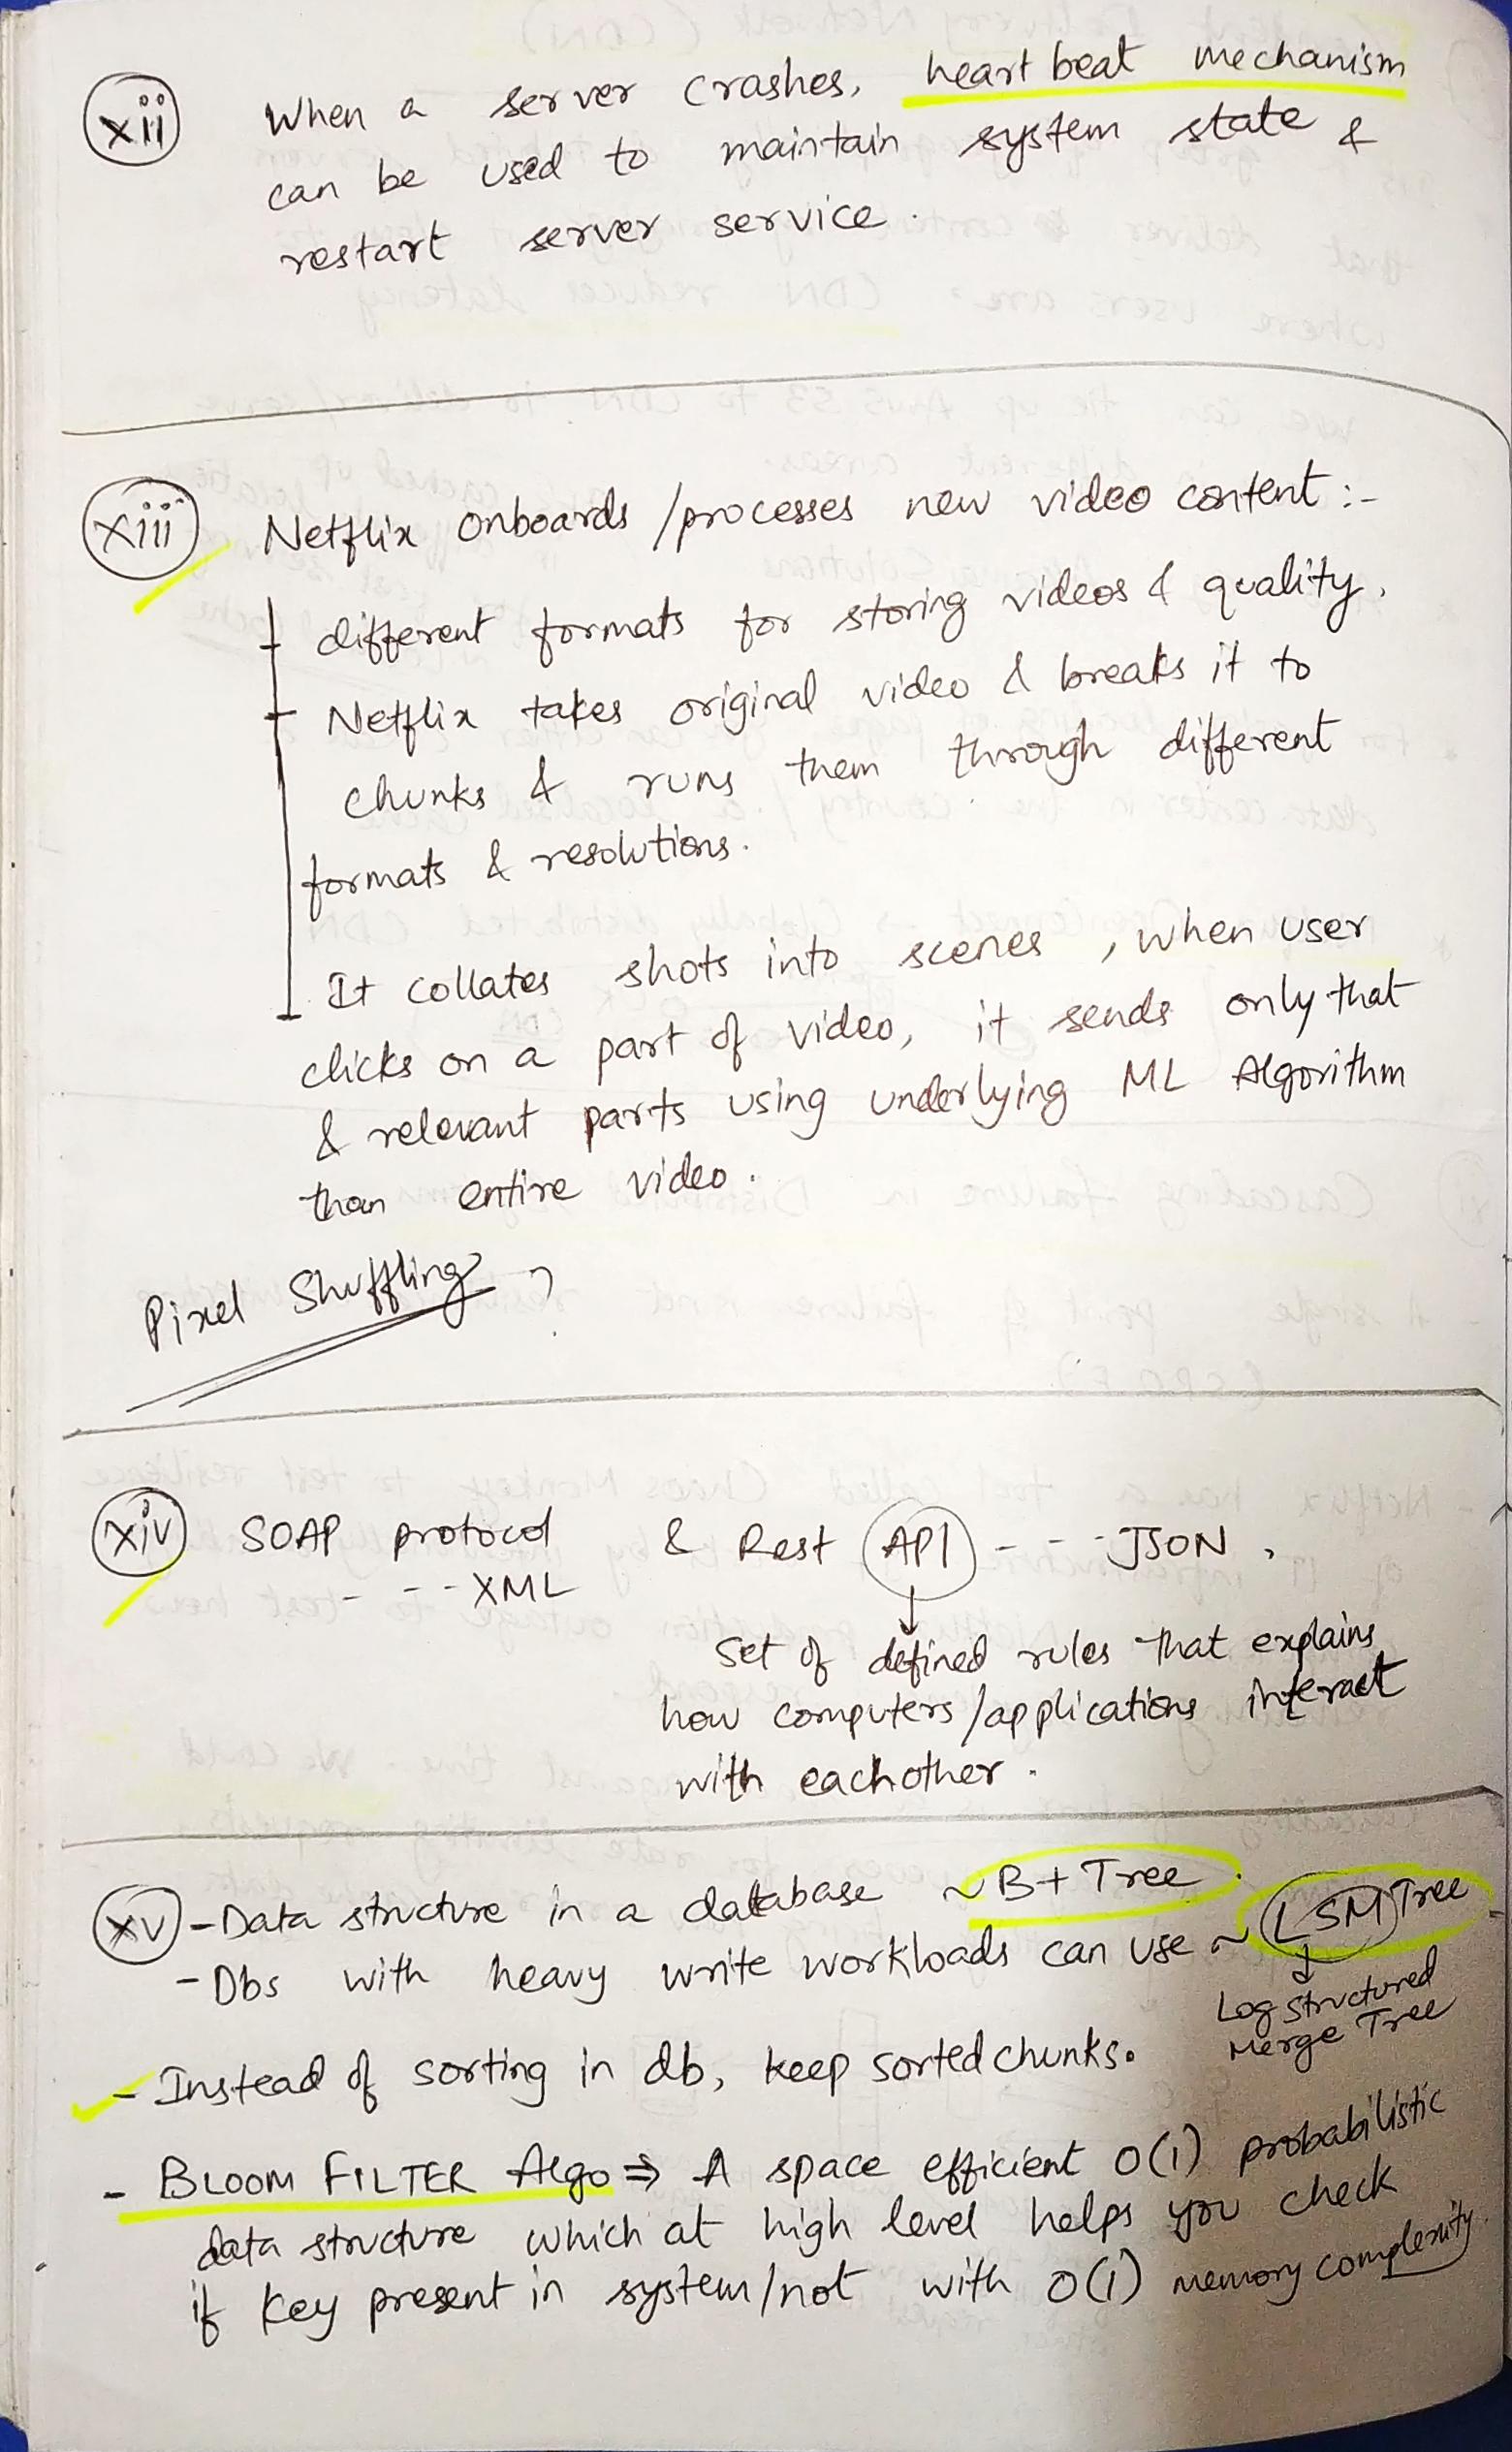 xii When a server crashes, heart beat mechanism
can be used to maintain system state &
restart server service.
xiii Netflix onboards/processes new video content :-
different formats for storing videos & quality.
Netflix takes original video & breaks it to
chunks & runs them through different
formats & resolutions.
It collates shots into scenes, when user
clicks on a part of video, it sends only that
& relevant parts using underlying ML Algorithm
than entire video.
Pixel Shuffling ?
xiv SOAP protocol & Rest API - - - JSON,
- - - - XML
set of defined rules that explains
how computers/applications interact
with eachother.
xv - Data structure in a database ~ B+ Tree.
- Dbs with heavy write workloads can use ~ LSM Tree
Log Structured
Merge Tree
- Instead of sorting in db, keep sorted chunks.
- BLOOM FILTER Algo ⇒ A space efficient O(1) probabilistic
data structure which at high level helps you check
if key present in system/not with O(1) memory complexity.